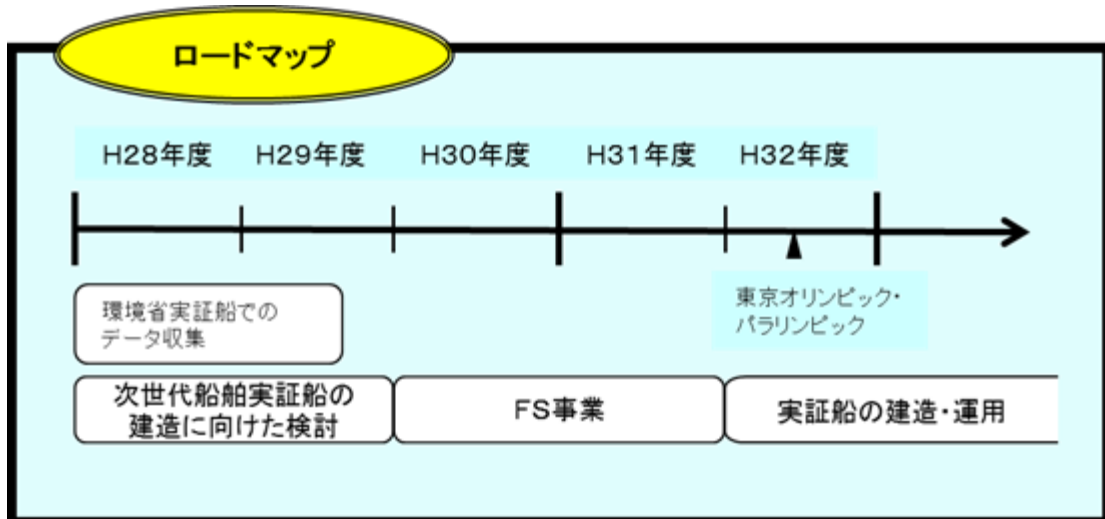 ロードマップ
H28年度 H29年度 H30年度 H31年度 H32年度
東京オリンピック・
パラリンピック
環境省実証船での
データ収集
次世代船舶実証船の
建造に向けた検討
FS事業
実証船の建造・運用